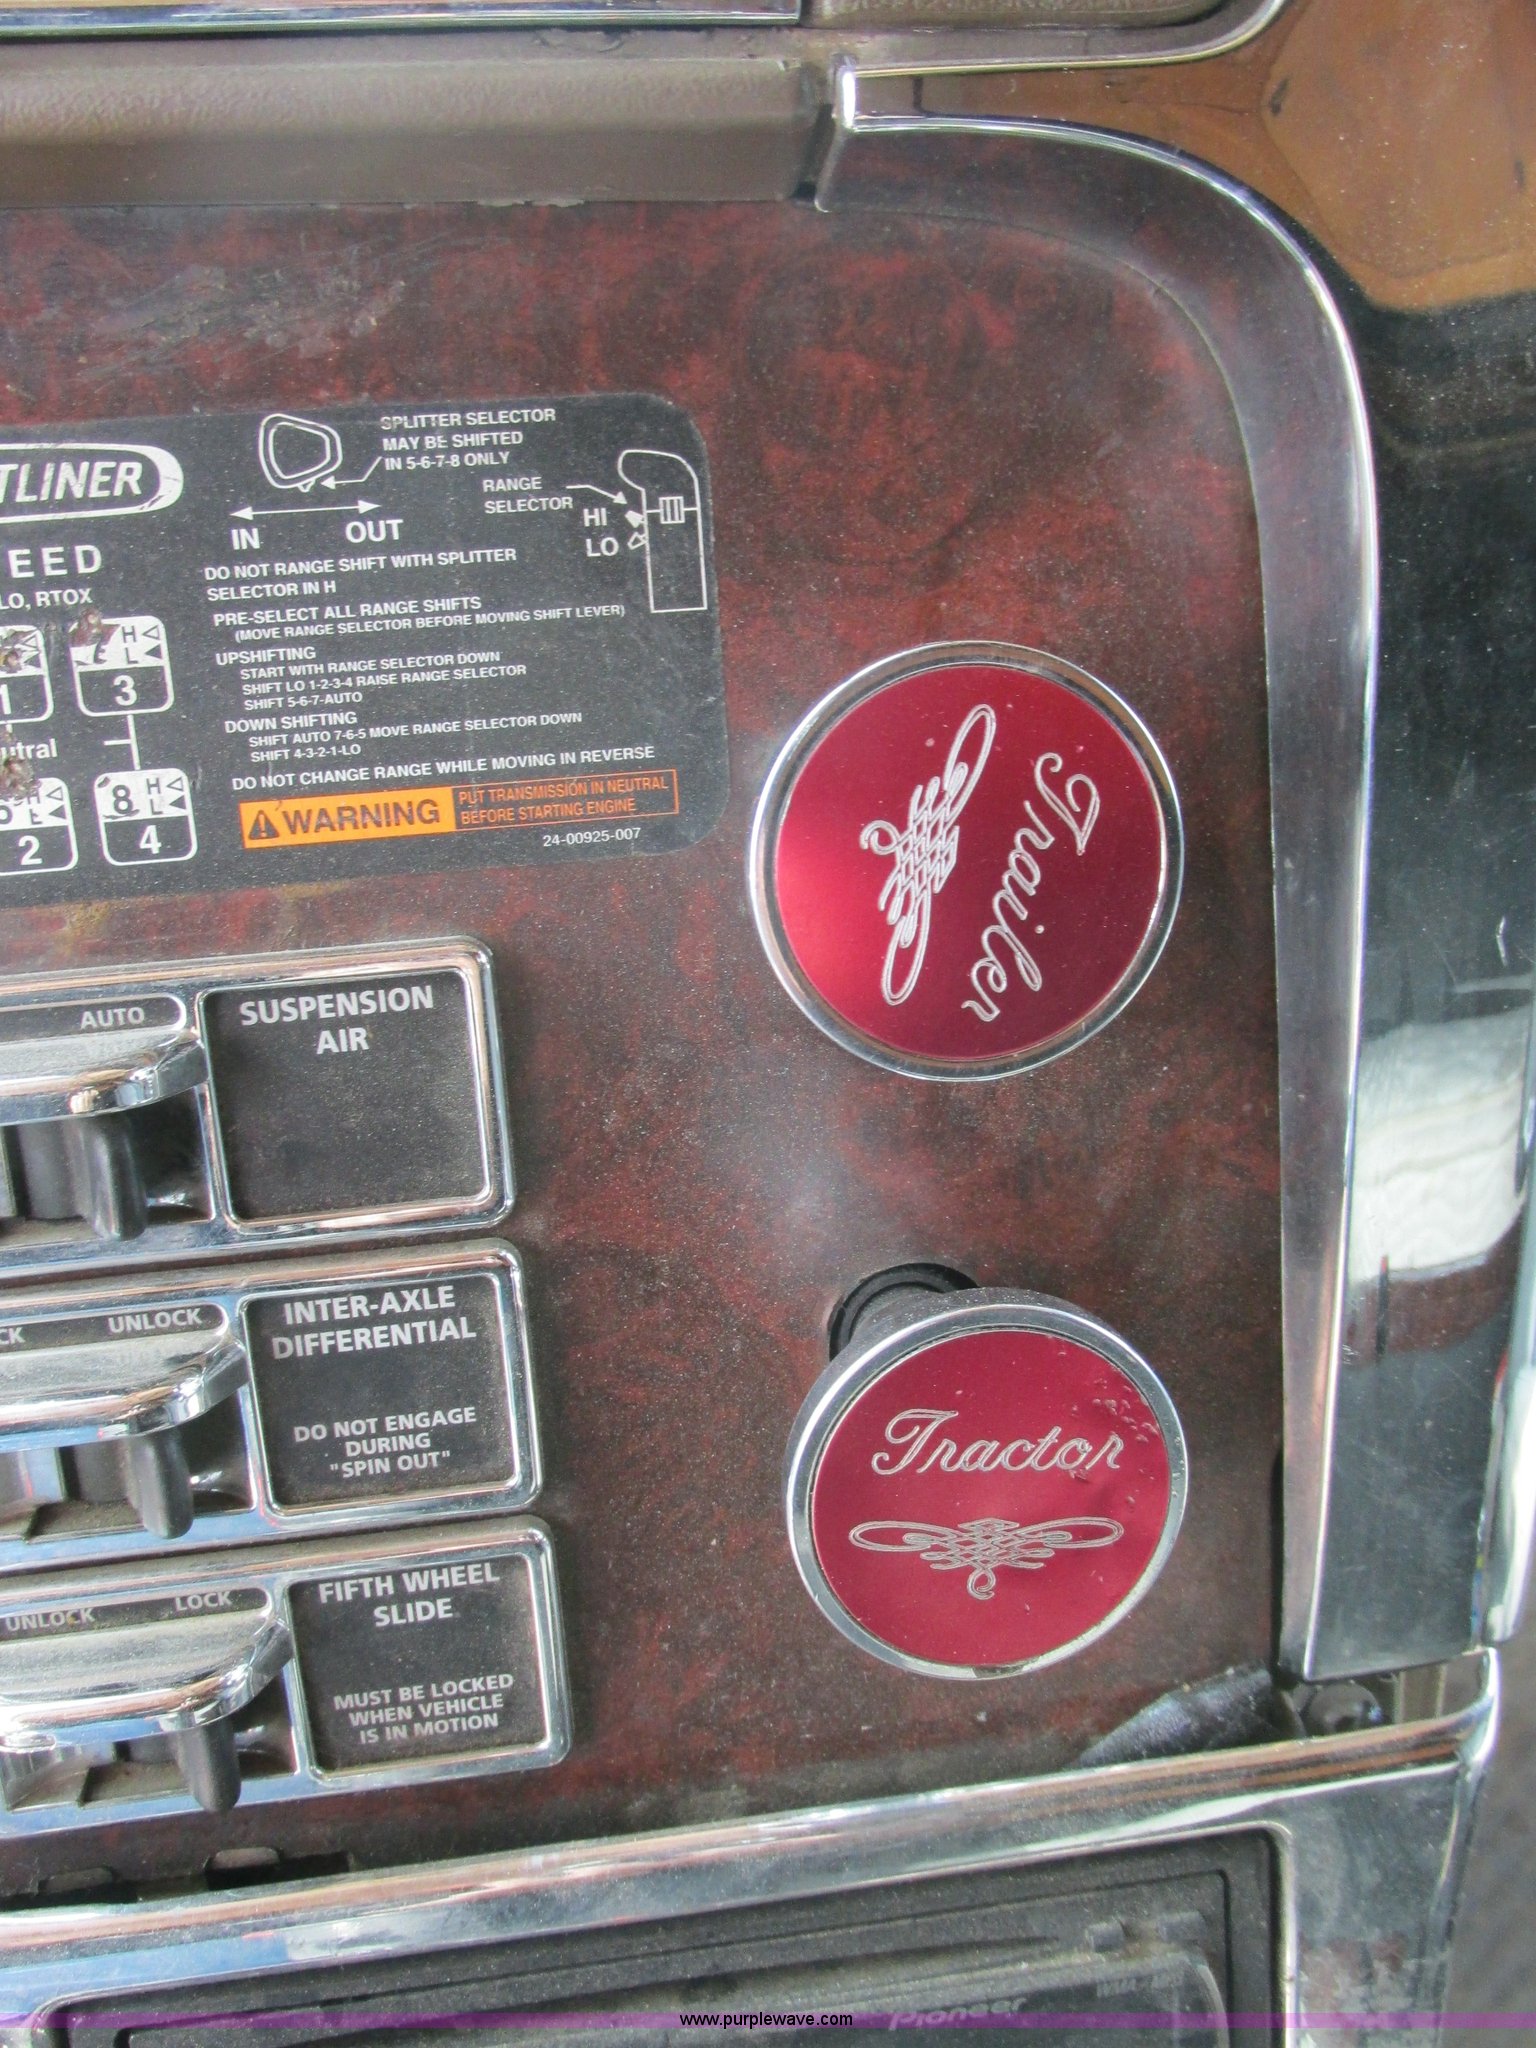 SPLITTER SELECTOR
MAY BE SHIFTED
IN 5-6-7-8 ONLY
TLINER
RANGE
SELECTOR
HI
LO
IN
OUT
EED
LO, RTOX
DO NOT RANGE SHIFT WITH SPLITTER
SELECTOR IN H
PRE-SELECT ALL RANGE SHIFTS
(MOVE RANGE SELECTOR BEFORE MOVING SHIFT LEVER)
UPSHIFTING
START WITH RANGE SELECTOR DOWN
SHIFT LO 1-2-3-4 RAISE RANGE SELECTOR
SHIFT 5-6-7-AUTO
DOWN SHIFTING
SHIFT AUTO 7-6-5 MOVE RANGE SELECTOR DOWN
SHIFT 4-3-2-1-LO
DO NOT CHANGE RANGE WHILE MOVING IN REVERSE
H
L
1
3
utral
8 H
L
2
4
WARNING
PUT TRANSMISSION IN NEUTRAL
BEFORE STARTING ENGINE
24-00925-007
Trailer
AUTO
SUSPENSION
AIR
CK
UNLOCK
INTER-AXLE
DIFFERENTIAL
DO NOT ENGAGE
DURING
"SPIN OUT"
Tractor
UNLOCK
LOCK
FIFTH WHEEL
SLIDE
MUST BE LOCKED
WHEN VEHICLE
IS IN MOTION
Pioneer
www.purplewave.com